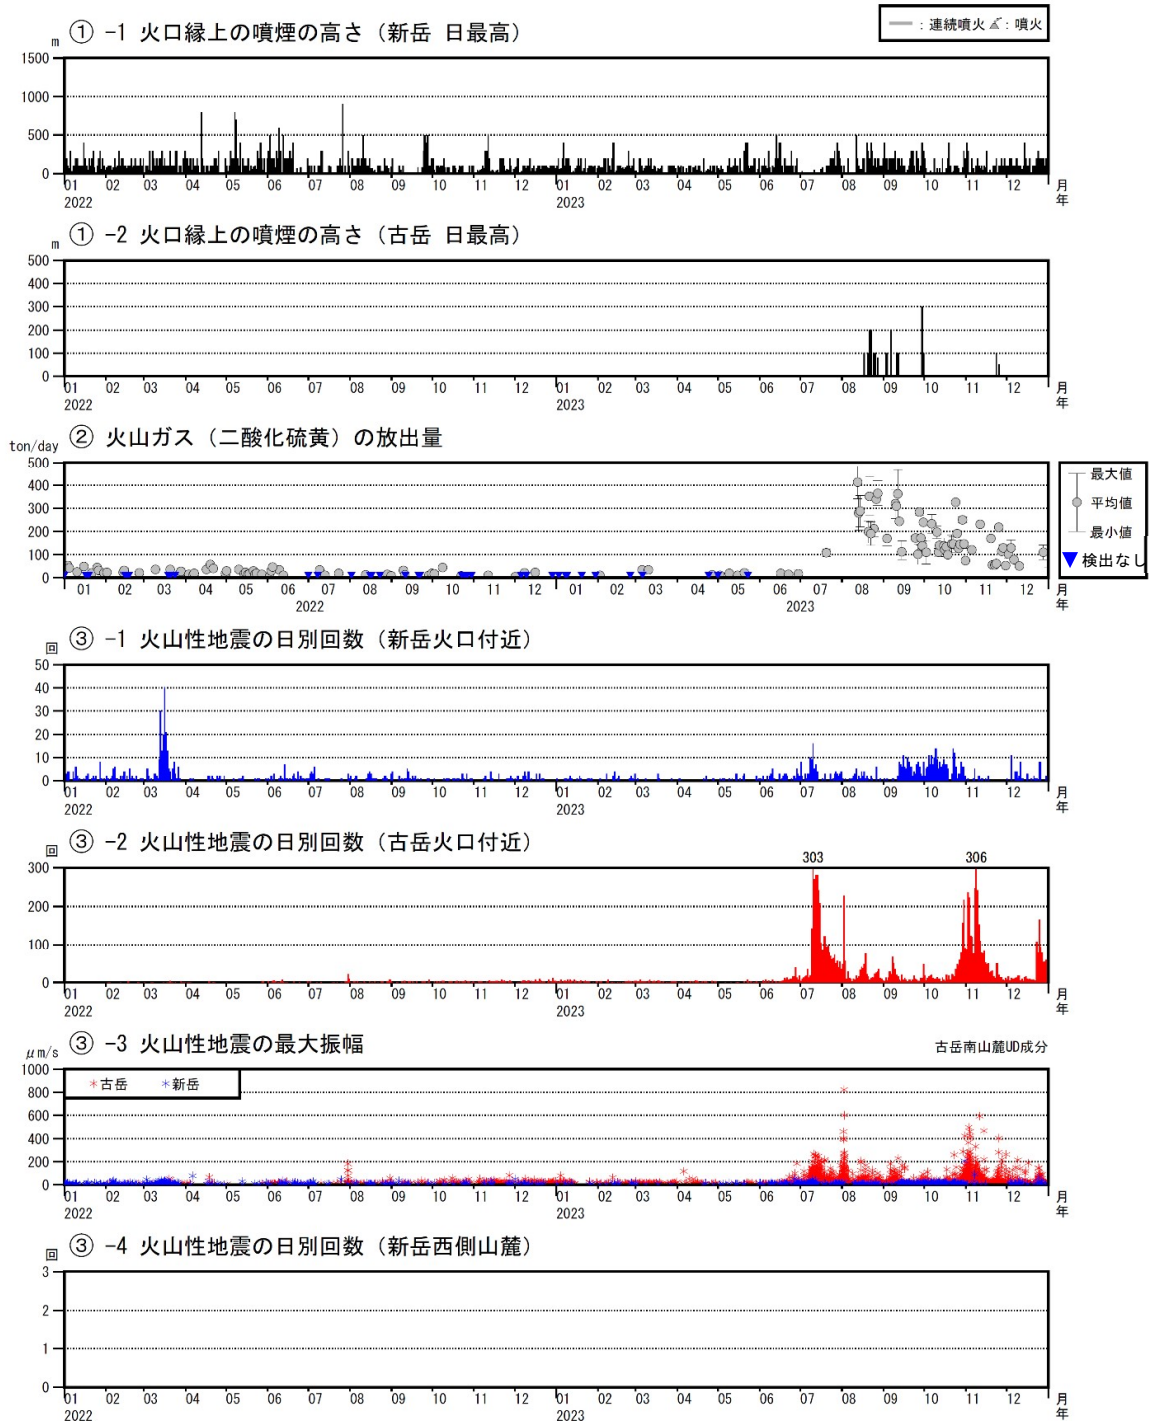 ① -1 火口縁上の噴煙の高さ（新岳 日最高）
: 連続噴火 : 噴火
m
1500
1000
500
0
01 02 03 04 05 06 07 08 09 10 11 12 01 02 03 04 05 06 07 08 09 10 11 12 月
2022 2023 年
① -2 火口縁上の噴煙の高さ（古岳 日最高）
m
500
400
300
200
100
0
01 02 03 04 05 06 07 08 09 10 11 12 01 02 03 04 05 06 07 08 09 10 11 12 月
2022 2023 年
② 火山ガス（二酸化硫黄）の放出量
ton/day
500
400
300
200
100
0
最大値
平均値
最小値
検出なし
01 02 03 04 05 06 07 08 09 10 11 12 01 02 03 04 05 06 07 08 09 10 11 12 月
2022 2023 年
③ -1 火山性地震の日別回数（新岳火口付近）
回
50
40
30
20
10
0
01 02 03 04 05 06 07 08 09 10 11 12 01 02 03 04 05 06 07 08 09 10 11 12 月
2022 2023 年
③ -2 火山性地震の日別回数（古岳火口付近）
回
303 306
300
200
100
0
01 02 03 04 05 06 07 08 09 10 11 12 01 02 03 04 05 06 07 08 09 10 11 12 月
2022 2023 年
③ -3 火山性地震の最大振幅
μm/s
古岳南山麓UD成分
古岳 新岳
1000
800
600
400
200
0
01 02 03 04 05 06 07 08 09 10 11 12 01 02 03 04 05 06 07 08 09 10 11 12 月
2022 2023 年
③ -4 火山性地震の日別回数（新岳西側山麓）
回
3
2
1
0
01 02 03 04 05 06 07 08 09 10 11 12 01 02 03 04 05 06 07 08 09 10 11 12 月
2022 2023 年